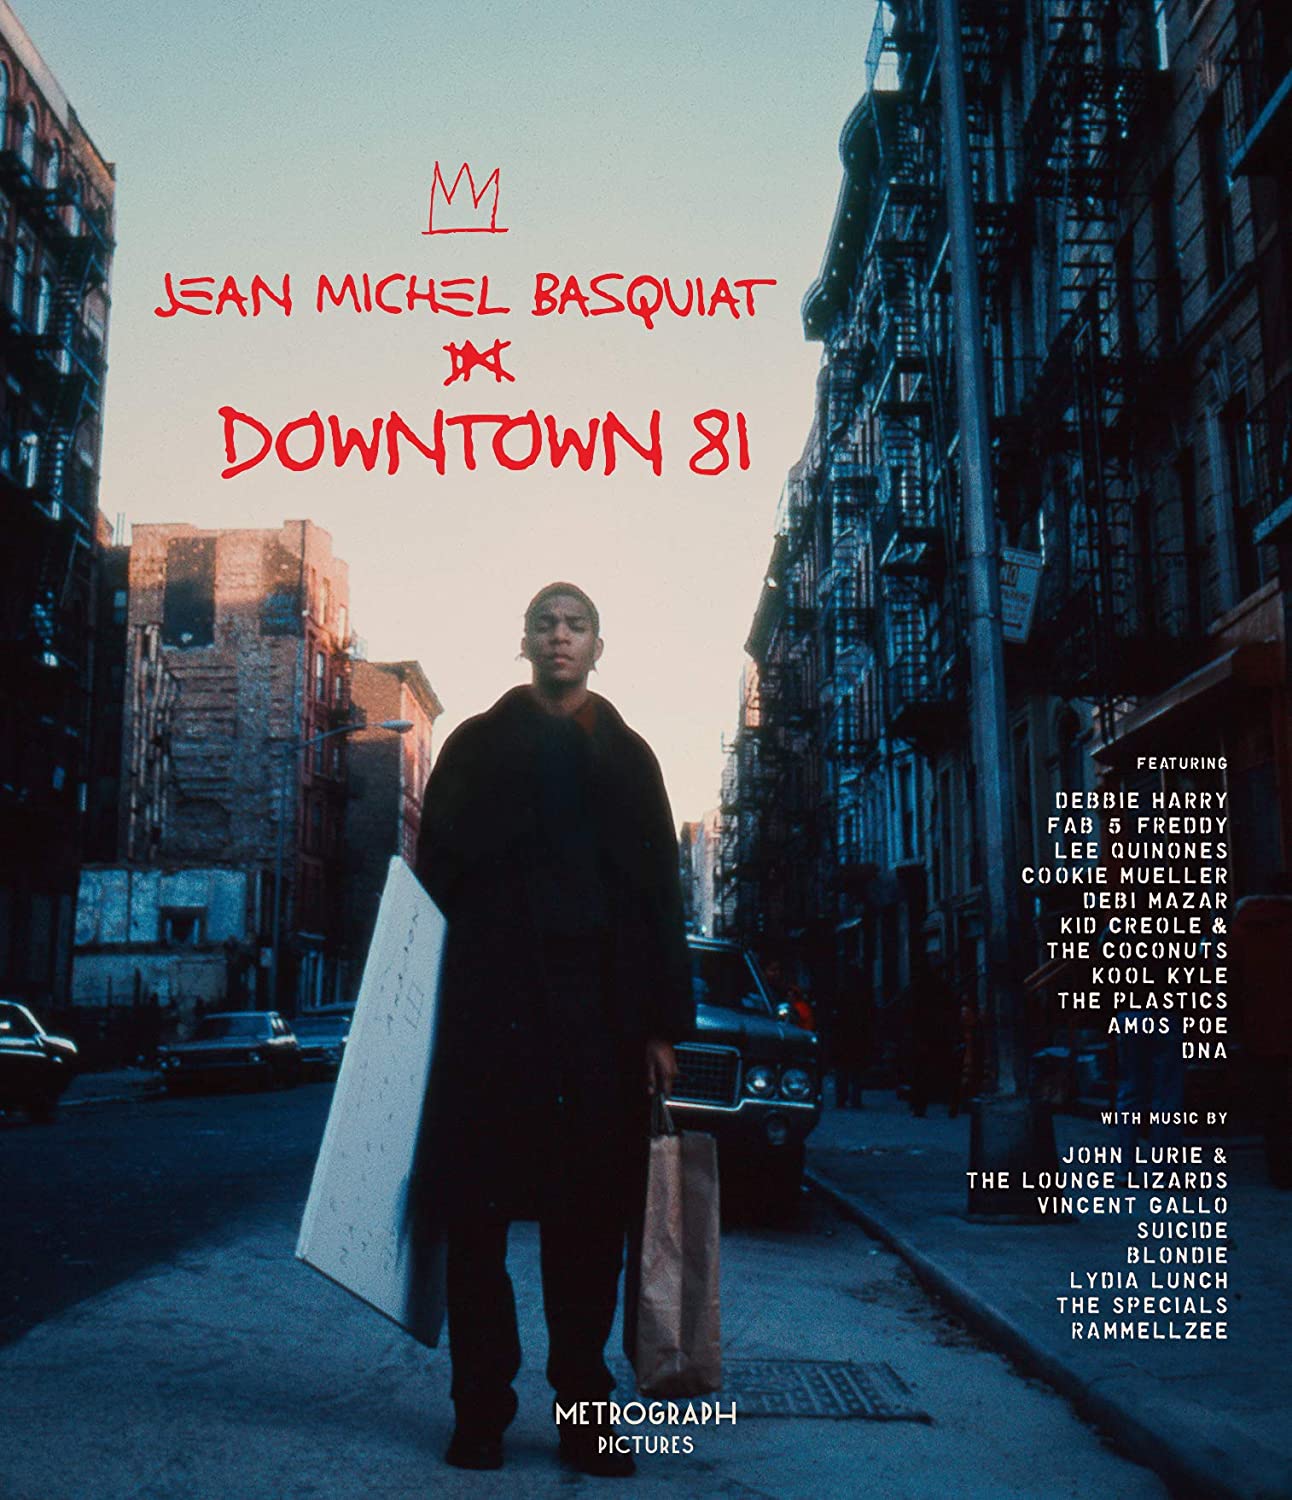 JEAN MICHEL BASQUIAT
IN
DOWNTOWN 81
NO
FEATURING
DEBBIE HARRY
FAB 5 FREDDY
LEE QUINONES
COOKIE MUELLER
DEBI MAZAR
KID CREOLE &
THE COCONUTS
KOOL KYLE
THE PLASTICS
AMOS POE
DNA
WITH MUSIC BY
JOHN LURIE &
THE LOUNGE LIZARDS
VINCENT GALLO
SUICIDE
BLONDIE
LYDIA LUNCH
THE SPECIALS
RAMMELLZEE
METROGRAPH
PICTURES